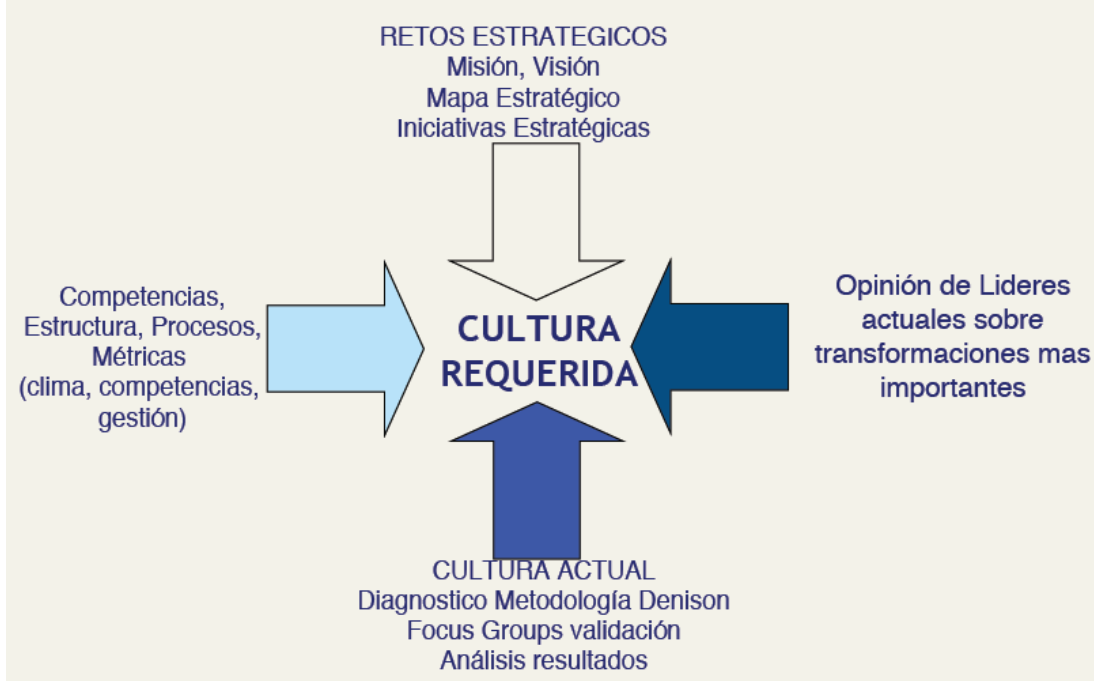 RETOS ESTRATEGICOS
Misión, Visión
Mapa Estratégico
Iniciativas Estratégicas
Competencias,
Estructura, Procesos,
Métricas
(clima, competencias,
gestión)
CULTURA
REQUERIDA
Opinión de Lideres
actuales sobre
transformaciones mas
importantes
CULTURA ACTUAL
Diagnostico Metodología Denison
Focus Groups validación
Análisis resultados